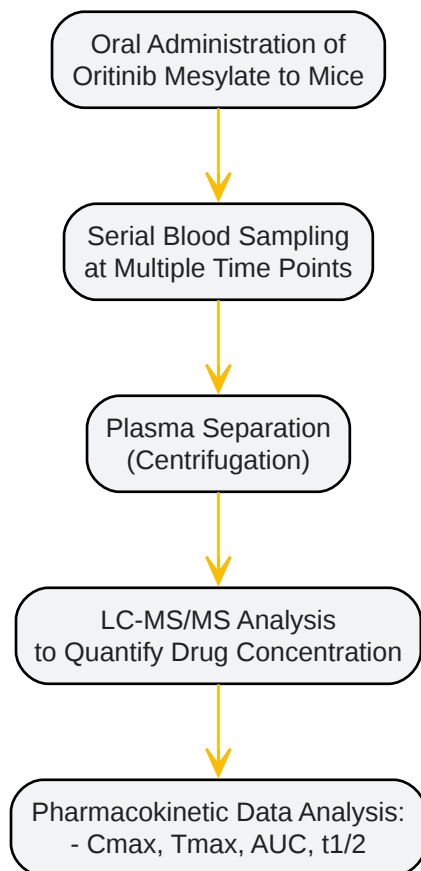 Oral Administration of
Oritinib Mesylate to Mice
Serial Blood Sampling
at Multiple Time Points
Plasma Separation
(Centrifugation)
LC-MS/MS Analysis
to Quantify Drug Concentration
Pharmacokinetic Data Analysis:
- Cmax, Tmax, AUC, t1/2